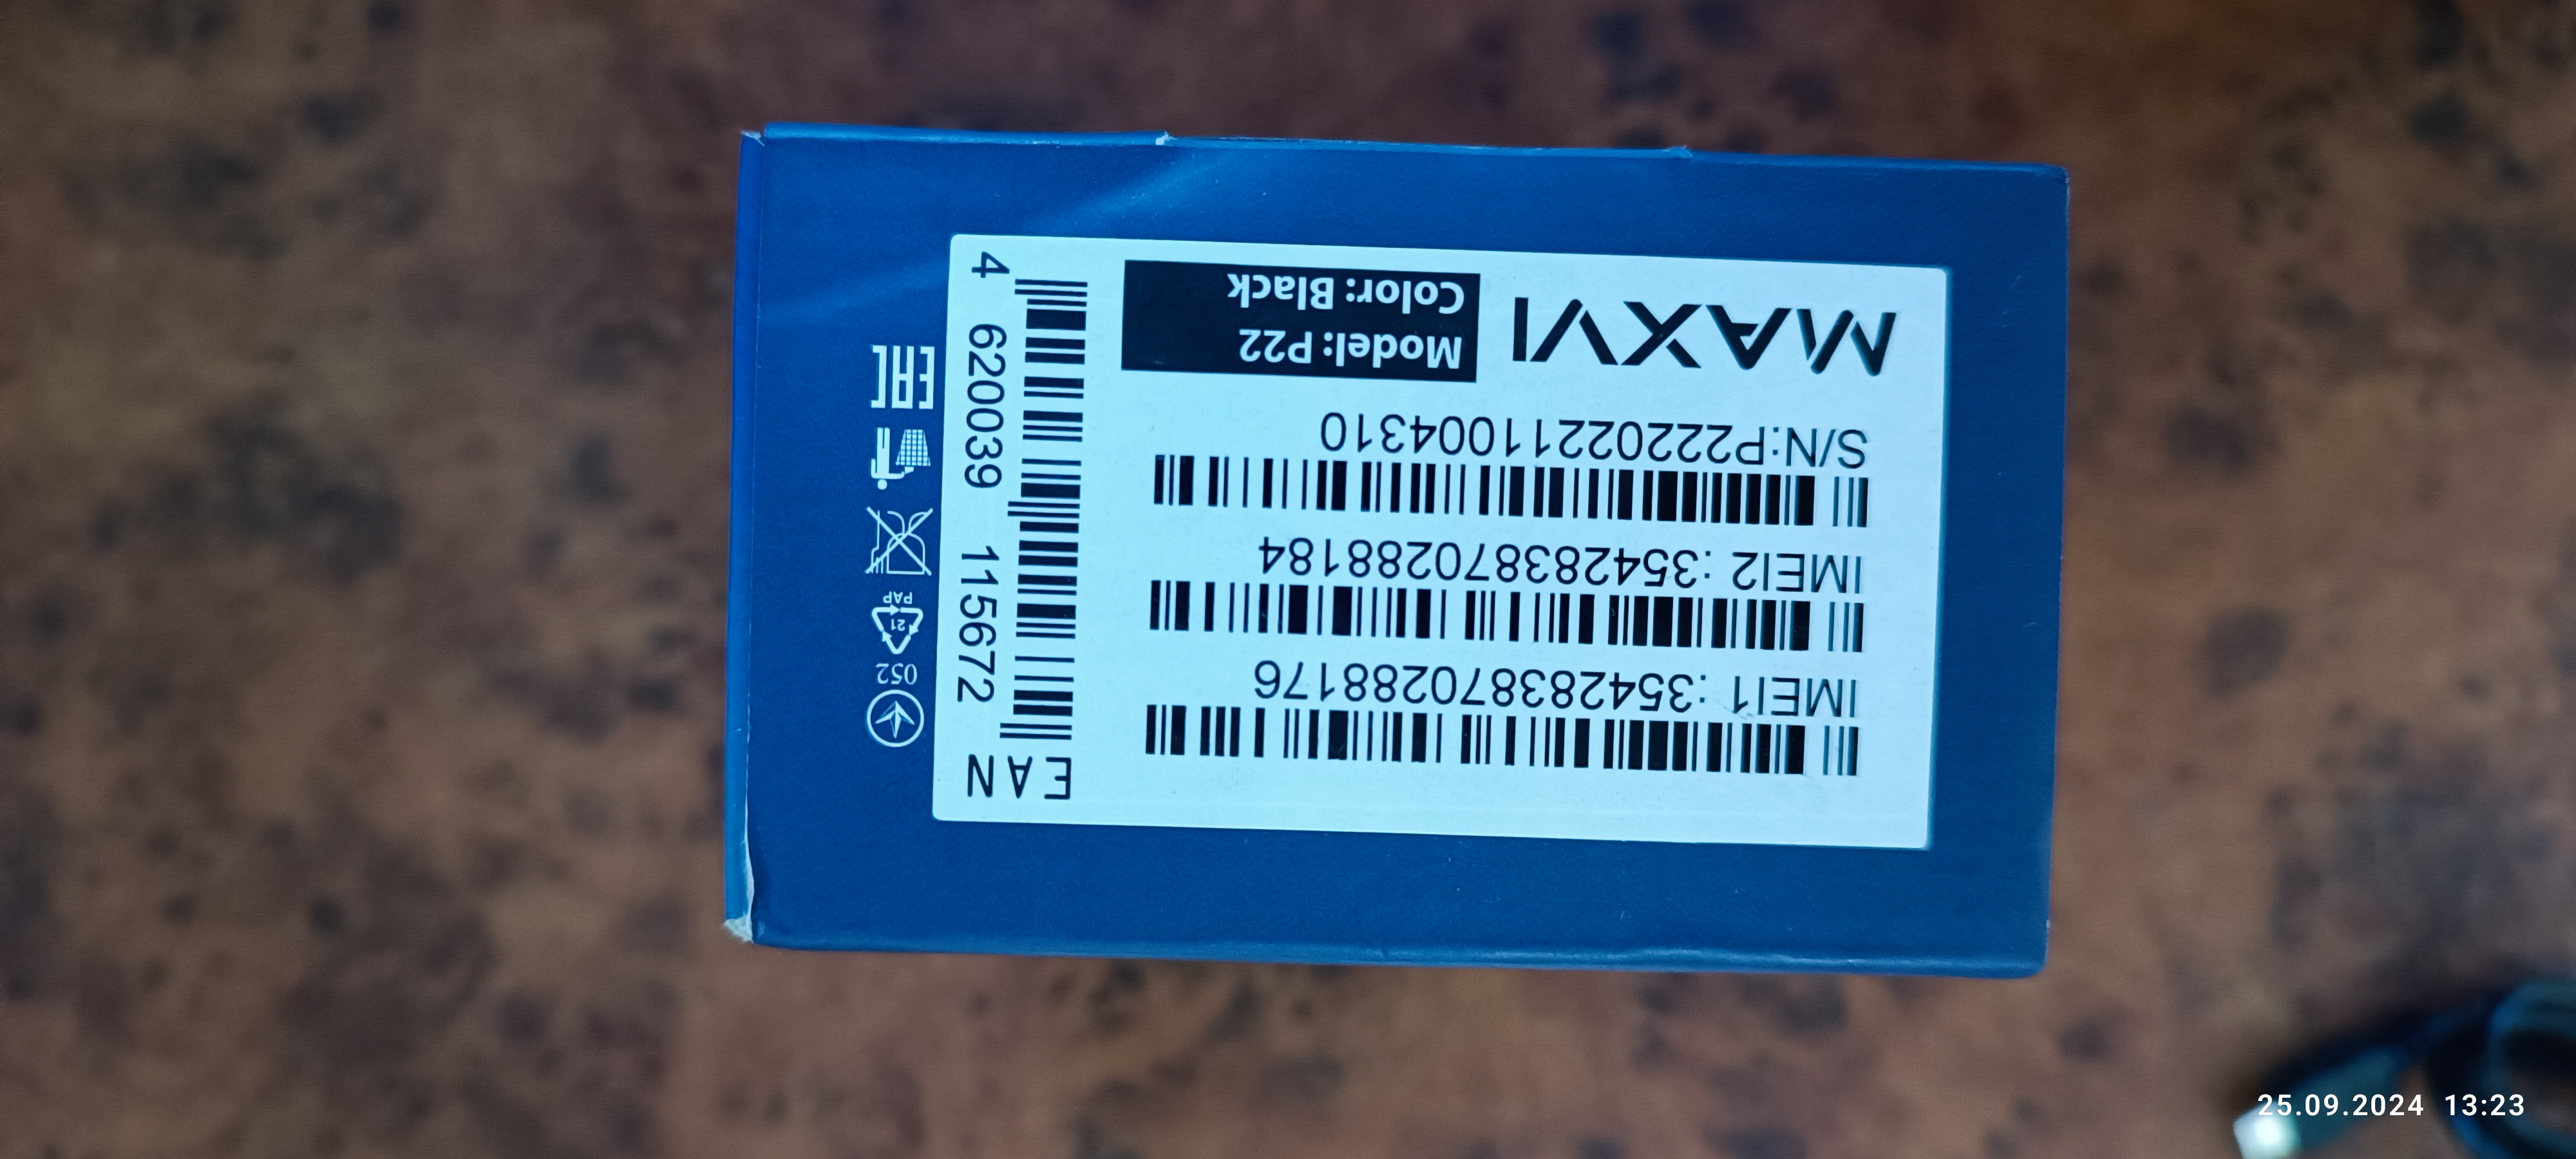 MAXVI
Model: P22
Color: Black
S/N:P22202211004310
IMEI2 :354283870288184
IMEI1 :354283870288176
EAN
4 620039 115672
EAC
21
PAP
052
25.09.2024 13:23